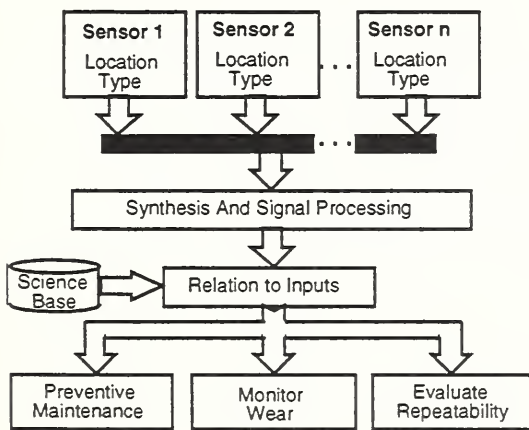 Sensor 1
Location
Type
Sensor 2
Location
Type
. . .
Sensor n
Location
Type
. . .
Synthesis And Signal Processing
Science
Base
Relation to Inputs
Preventive
Maintenance
Monitor
Wear
Evaluate
Repeatability